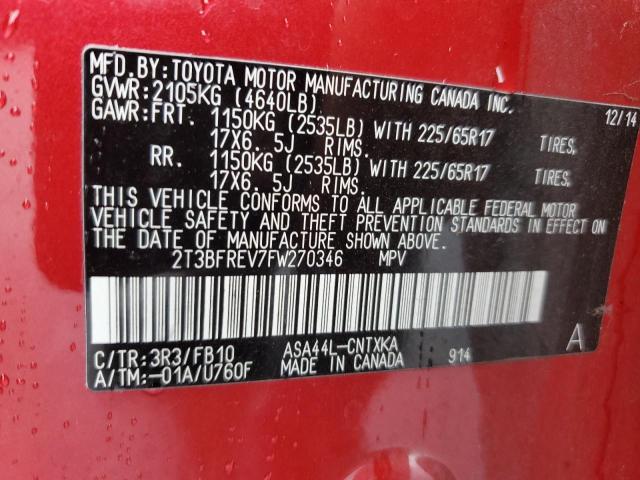 MFD.BY:TOYOTA MOTOR MANUFACTURING CANADA INC.
GVWR:2105KG (4640LB) 12/14
GAWR:FRT. 1150KG (2535LB) WITH 225/65R17 TIRES,
17X6. 5J RIMS.
RR. 1150KG (2535LB) WITH 225/65R17 TIRES,
17X6. 5J RIMS.
THIS VEHICLE CONFORMS TO ALL APPLICABLE FEDERAL MOTOR
VEHICLE SAFETY AND THEFT PREVENTION STANDARDS IN EFFECT ON
THE DATE OF MANUFACTURE SHOWN ABOVE.
2T3BFREV7FW270346 MPV
C/TR:3R3/FB10 ASA44L-CNTXKA A
A/TM:-01A/U760F MADE IN CANADA 914